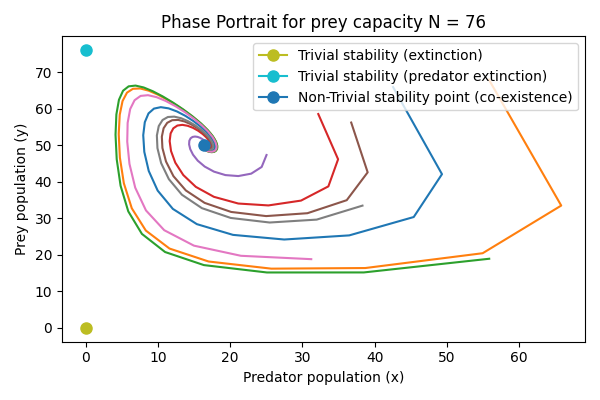 Phase Portrait for prey capacity N = 76
Trivial stability (extinction)
Trivial stability (predator extinction)
Non-Trivial stability point (co-existence)
Prey population (y)
70
60
50
40
30
20
10
0
0 10 20 30 40 50 60
Predator population (x)